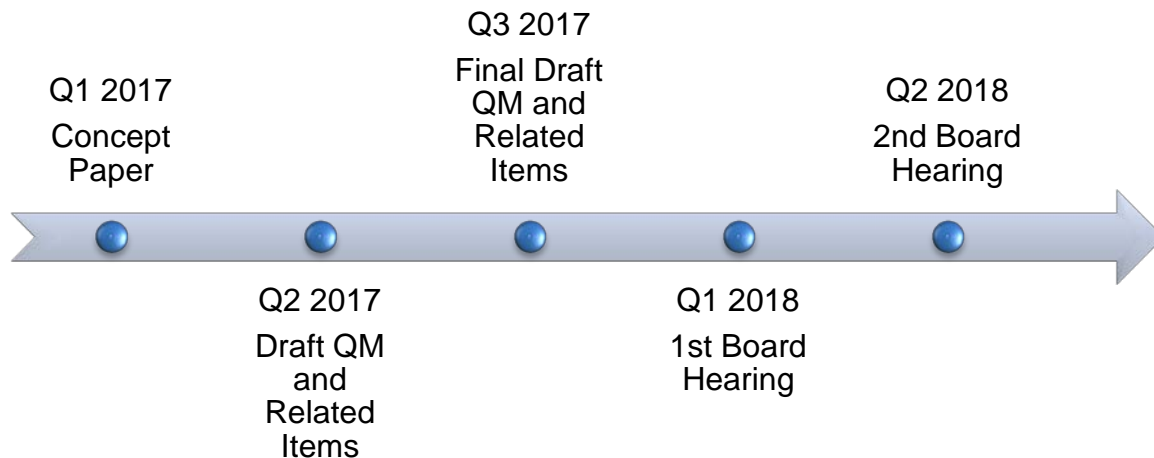 Q1 2017
Concept
Paper
Q2 2017
Draft QM
and
Related
Items
Q3 2017
Final Draft
QM and
Related
Items
Q1 2018
1st Board
Hearing
Q2 2018
2nd Board
Hearing